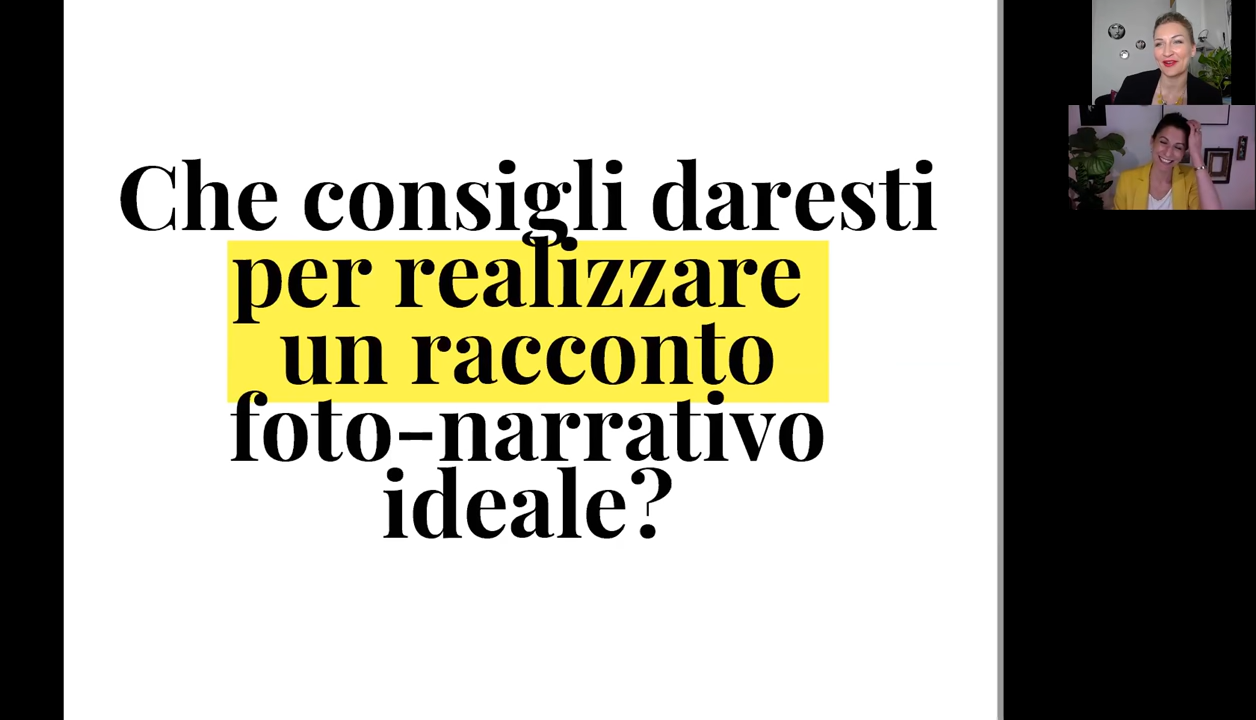 Che consigli daresti
per realizzare
un racconto
foto-narrativo
ideale?